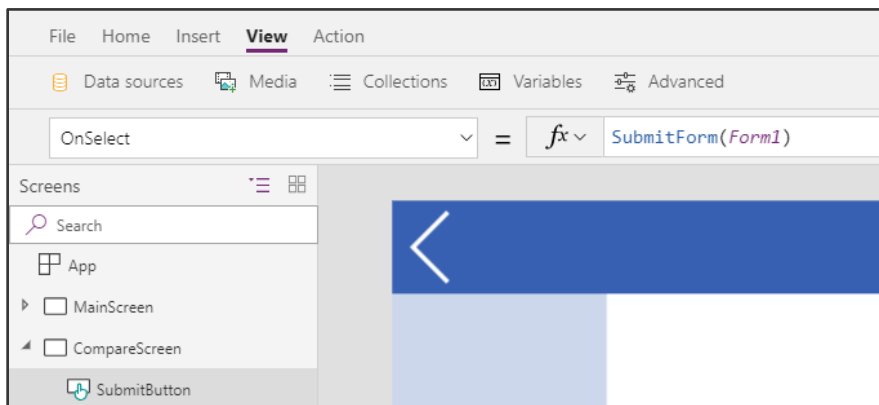 File Home Insert View Action
Data sources Media Collections (x) Variables Advanced
OnSelect = fx SubmitForm(Form1)
Screens
Search
App
MainScreen
CompareScreen
SubmitButton